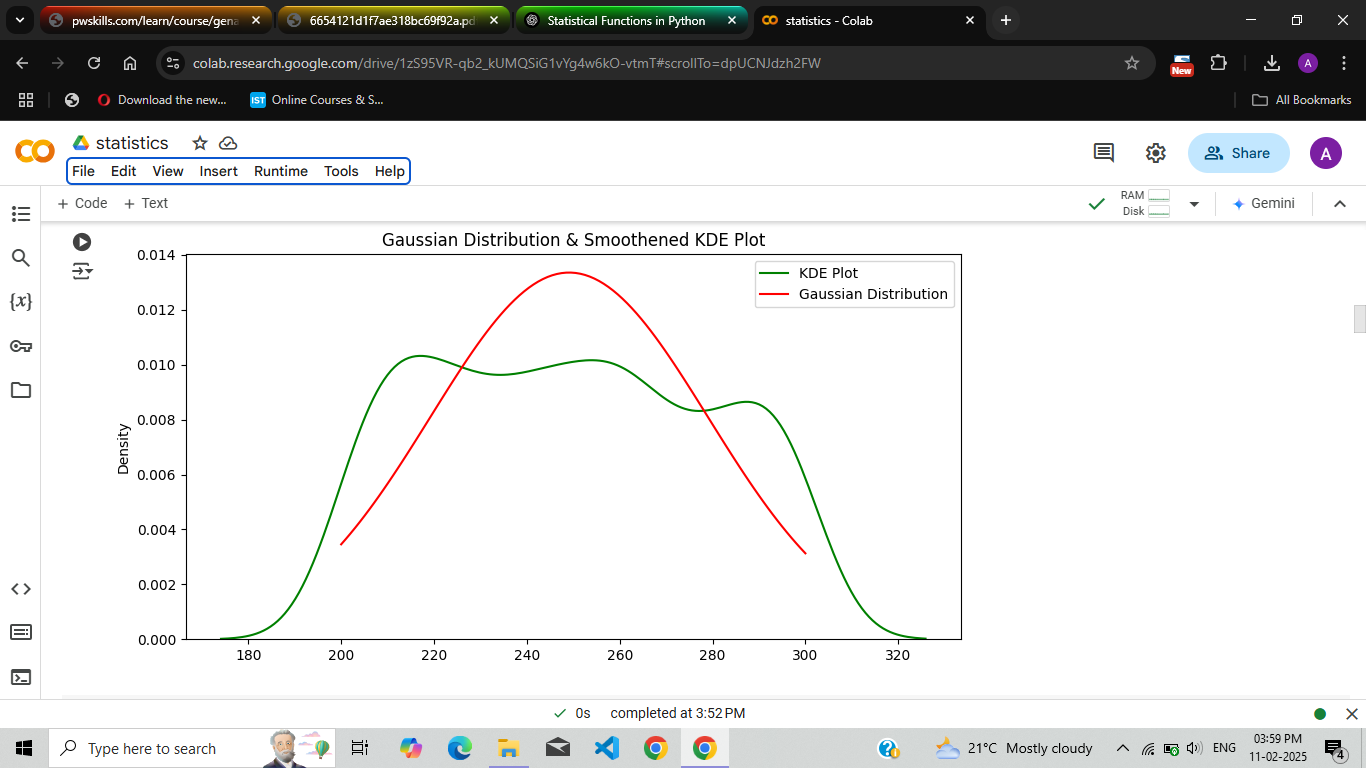 pwskills.com/learn/course/gena
6654121d1f7ae318bc69f92a.pd
Statistical Functions in Python
statistics - Colab
colab.research.google.com/drive/1zS95VR-qb2_kUMQSiG1vYg4w6kO-vtmT#scrollTo=dpUCNJdzh2FW
New
A
Download the new...
IST
Online Courses & S...
All Bookmarks
statistics
File Edit View Insert Runtime Tools Help
Share
A
+ Code + Text
RAM
Disk
Gemini
{x}
Gaussian Distribution & Smoothened KDE Plot
KDE Plot
Gaussian Distribution
0.014
0.012
0.010
0.008
0.006
0.004
0.002
0.000
Density
180 200 220 240 260 280 300 320
0s completed at 3:52 PM
Type here to search
21°C Mostly cloudy
ENG
03:59 PM
11-02-2025
4